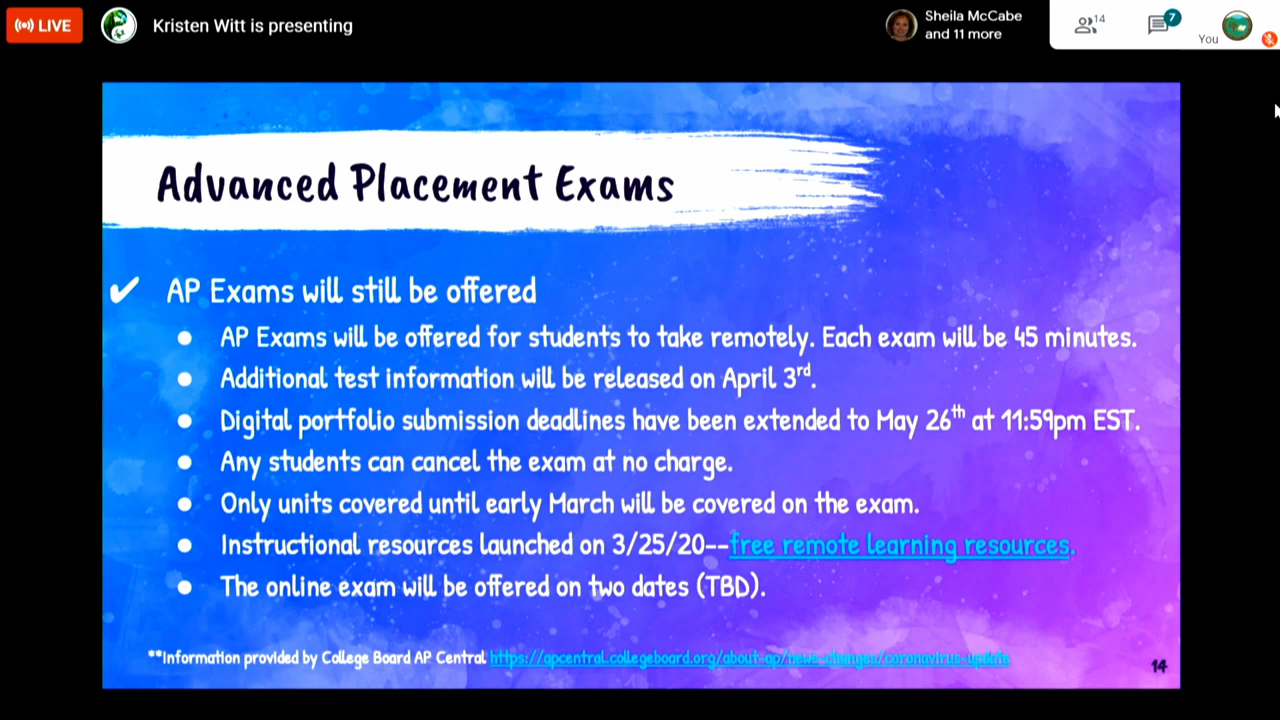 LIVE
Kristen Witt is presenting
Sheila McCabe
and 11 more
14
7
You
Advanced Placement Exams
✔ AP Exams will still be offered
● AP Exams will be offered for students to take remotely. Each exam will be 45 minutes.
● Additional test information will be released on April 3rd.
● Digital portfolio submission deadlines have been extended to May 26th at 11:59pm EST.
● Any students can cancel the exam at no charge.
● Only units covered until early March will be covered on the exam.
● Instructional resources launched on 3/25/20--free remote learning resources.
● The online exam will be offered on two dates (TBD).
**Information provided by College Board AP Central https://apcentral.collegeboard.org/about-ap/news-changes/coronavirus-update
14